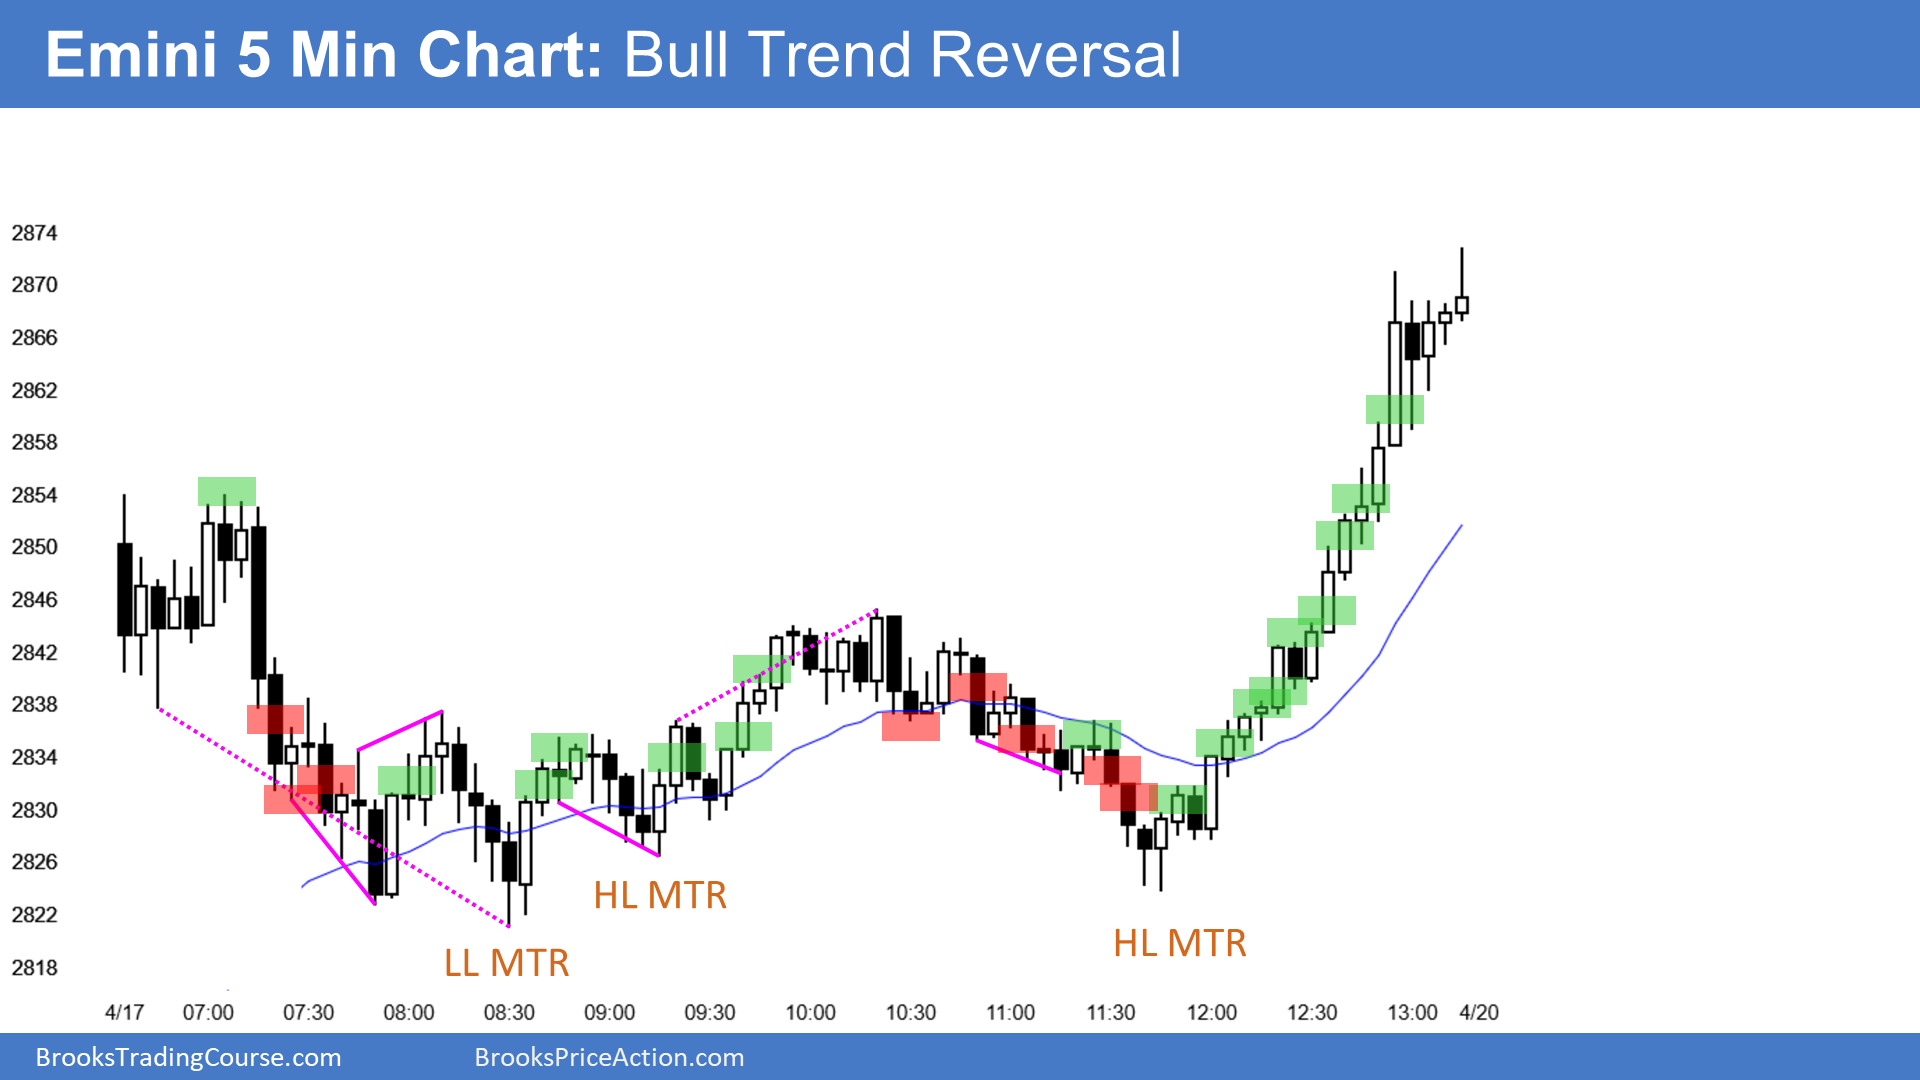 Emini 5 Min Chart: Bull Trend Reversal
2874
2870
2866
2862
2858
2854
2850
2846
2842
2838
2834
2830
2826
2822
2818
HL MTR
LL MTR
HL MTR
4/17 07:00 07:30 08:00 08:30 09:00 09:30 10:00 10:30 11:00 11:30 12:00 12:30 13:00 4/20
BrooksTradingCourse.com BrooksPriceAction.com